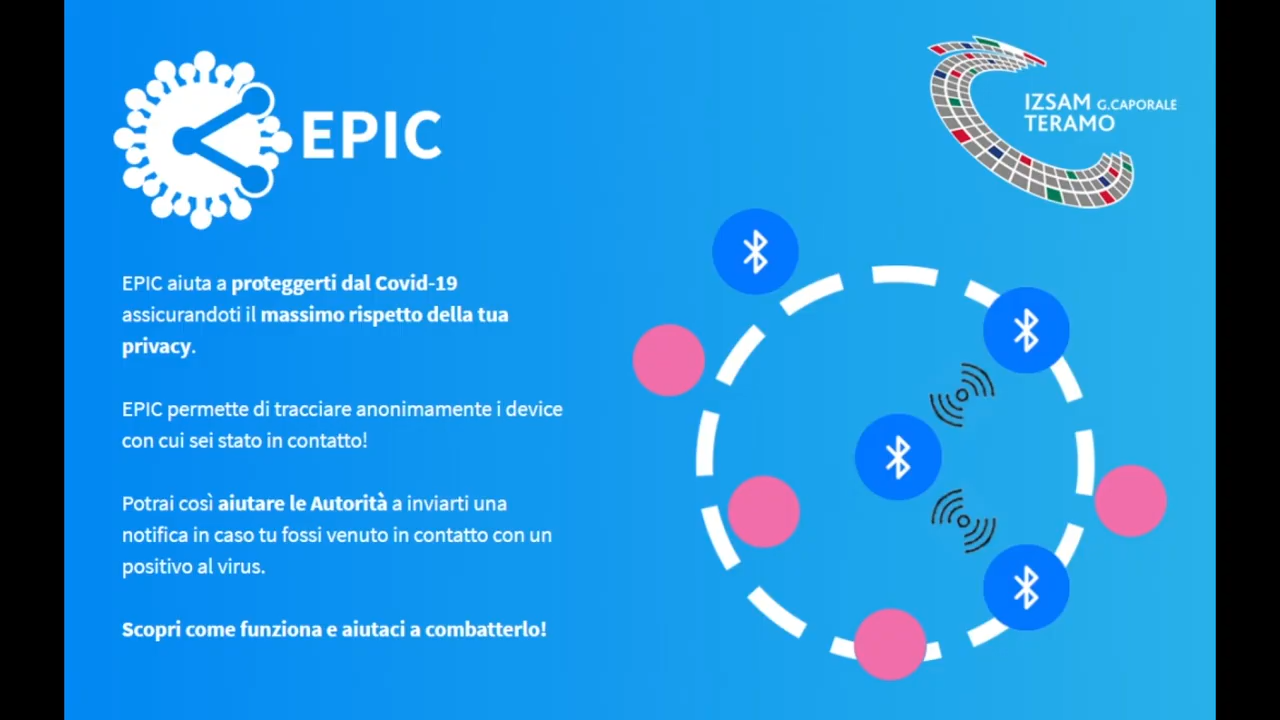 EPIC
IZSAM G.CAPORALE
TERAMO
EPIC aiuta a proteggerti dal Covid-19
assicurandoti il massimo rispetto della tua
privacy.
EPIC permette di tracciare anonimamente i device
con cui sei stato in contatto!
Potrai così aiutare le Autorità a inviarti una
notifica in caso tu fossi venuto in contatto con un
positivo al virus.
Scopri come funziona e aiutaci a combatterlo!